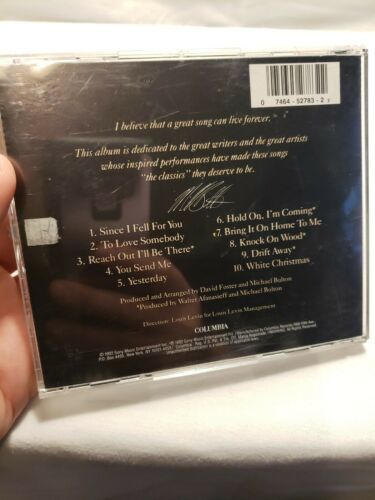 0 7464-52783-2
I believe that a great song can live forever.
This album is dedicated to the great writers and the great artists
whose inspired performances have made these songs
"the classics" they deserve to be.
1. Since I Fell For You
2. To Love Somebody
3. Reach Out I'll Be There*
4. You Send Me
5. Yesterday
6. Hold On, I'm Coming*
7. Bring It On Home To Me
8. Knock On Wood*
9. Drift Away*
10. White Christmas
Produced and Arranged by David Foster and Michael Bolton
*Produced by Walter Afanasieff and Michael Bolton
Direction: Louis Levin for Louis Levin Management
COLUMBIA
© 1992 Sony Music Entertainment Inc.